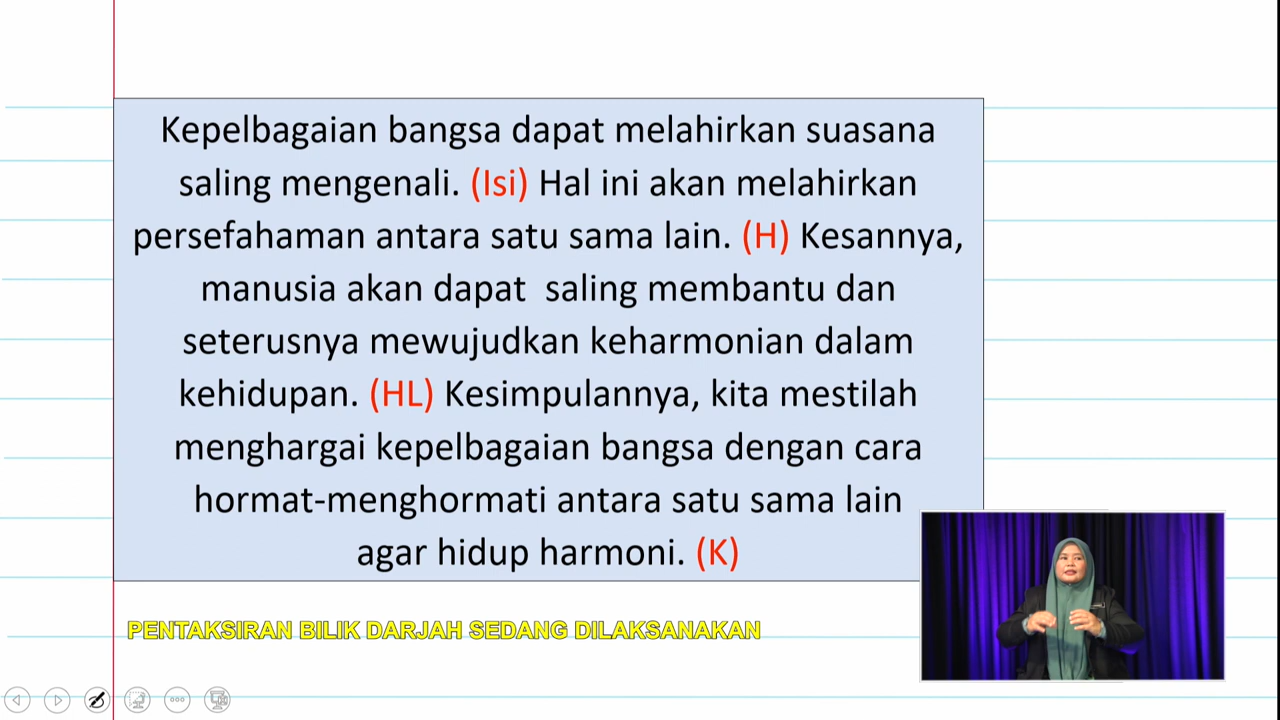 Kepelbagaian bangsa dapat melahirkan suasana
saling mengenali. (Isi) Hal ini akan melahirkan
persefahaman antara satu sama lain. (H) Kesannya,
manusia akan dapat  saling membantu dan
seterusnya mewujudkan keharmonian dalam
kehidupan. (HL) Kesimpulannya, kita mestilah
menghargai kepelbagaian bangsa dengan cara
hormat-menghormati antara satu sama lain
agar hidup harmoni. (K)
PENTAKSIRAN BILIK DARJAH SEDANG DILAKSANAKAN